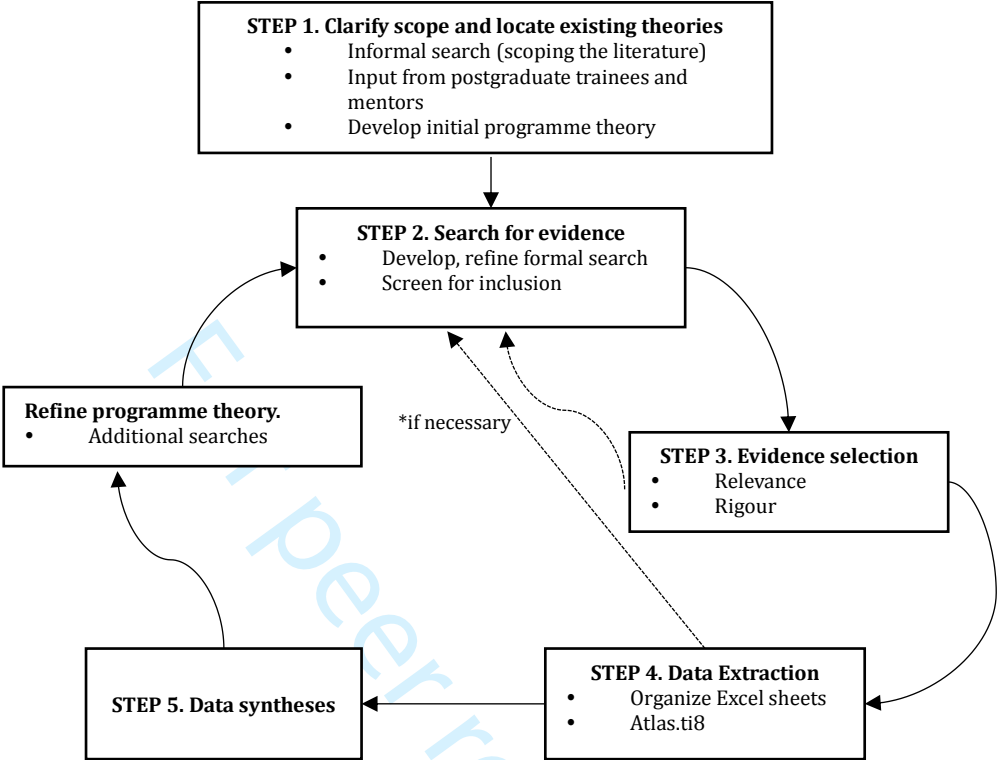 STEP 1. Clarify scope and locate existing theories
• Informal search (scoping the literature)
• Input from postgraduate trainees and
mentors
• Develop initial programme theory
STEP 2. Search for evidence
• Develop, refine formal search
• Screen for inclusion
Refine programme theory.
• Additional searches
*if necessary
STEP 3. Evidence selection
• Relevance
• Rigour
STEP 4. Data Extraction
• Organize Excel sheets
• Atlas.ti8
STEP 5. Data syntheses
peer